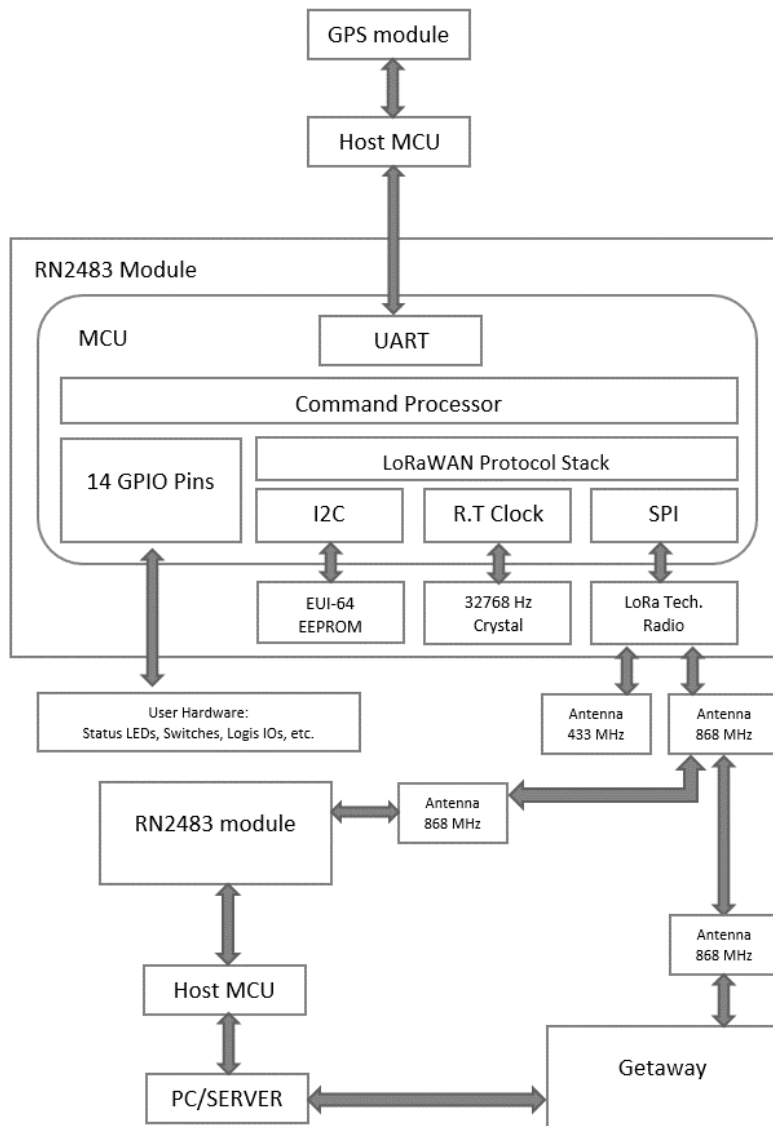 GPS module
Host MCU
RN2483 Module
MCU
UART
Command Processor
14 GPIO Pins
LoRaWAN Protocol Stack
I2C
R.T Clock
SPI
EUI-64
EEPROM
32768 Hz
Crystal
LoRa Tech.
Radio
User Hardware:
Status LEDs, Switches, Logis IOs, etc.
Antenna
433 MHz
Antenna
868 MHz
RN2483 module
Antenna
868 MHz
Antenna
868 MHz
Host MCU
Getaway
PC/SERVER